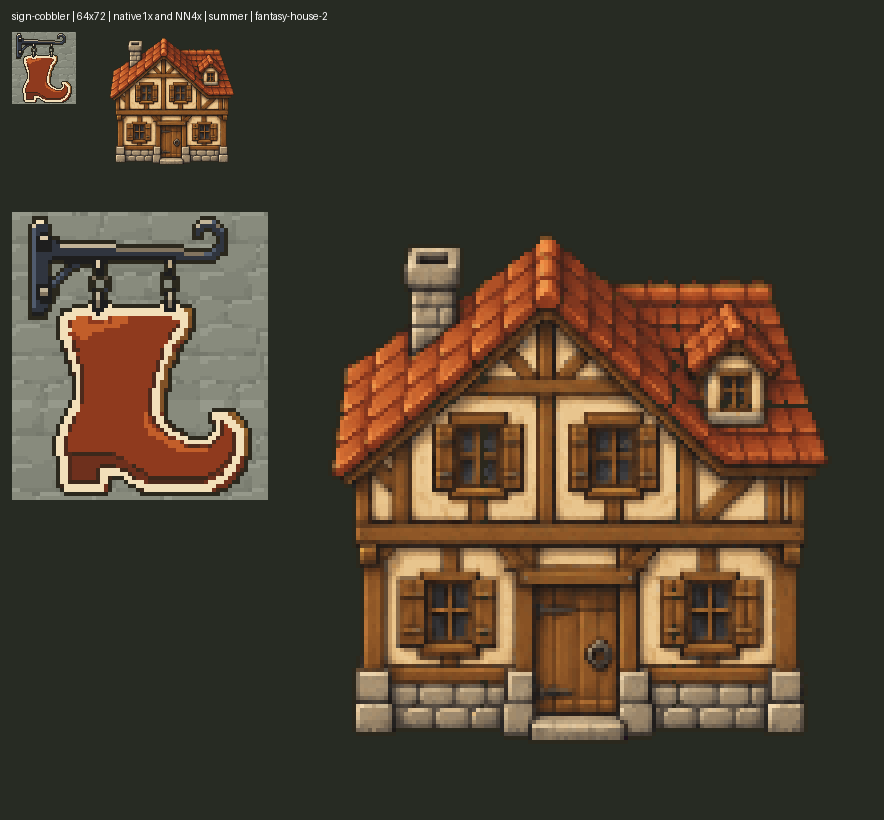 sign-cobbler | 64x72 | native1x and NN4x | summer | fantasy-house-2